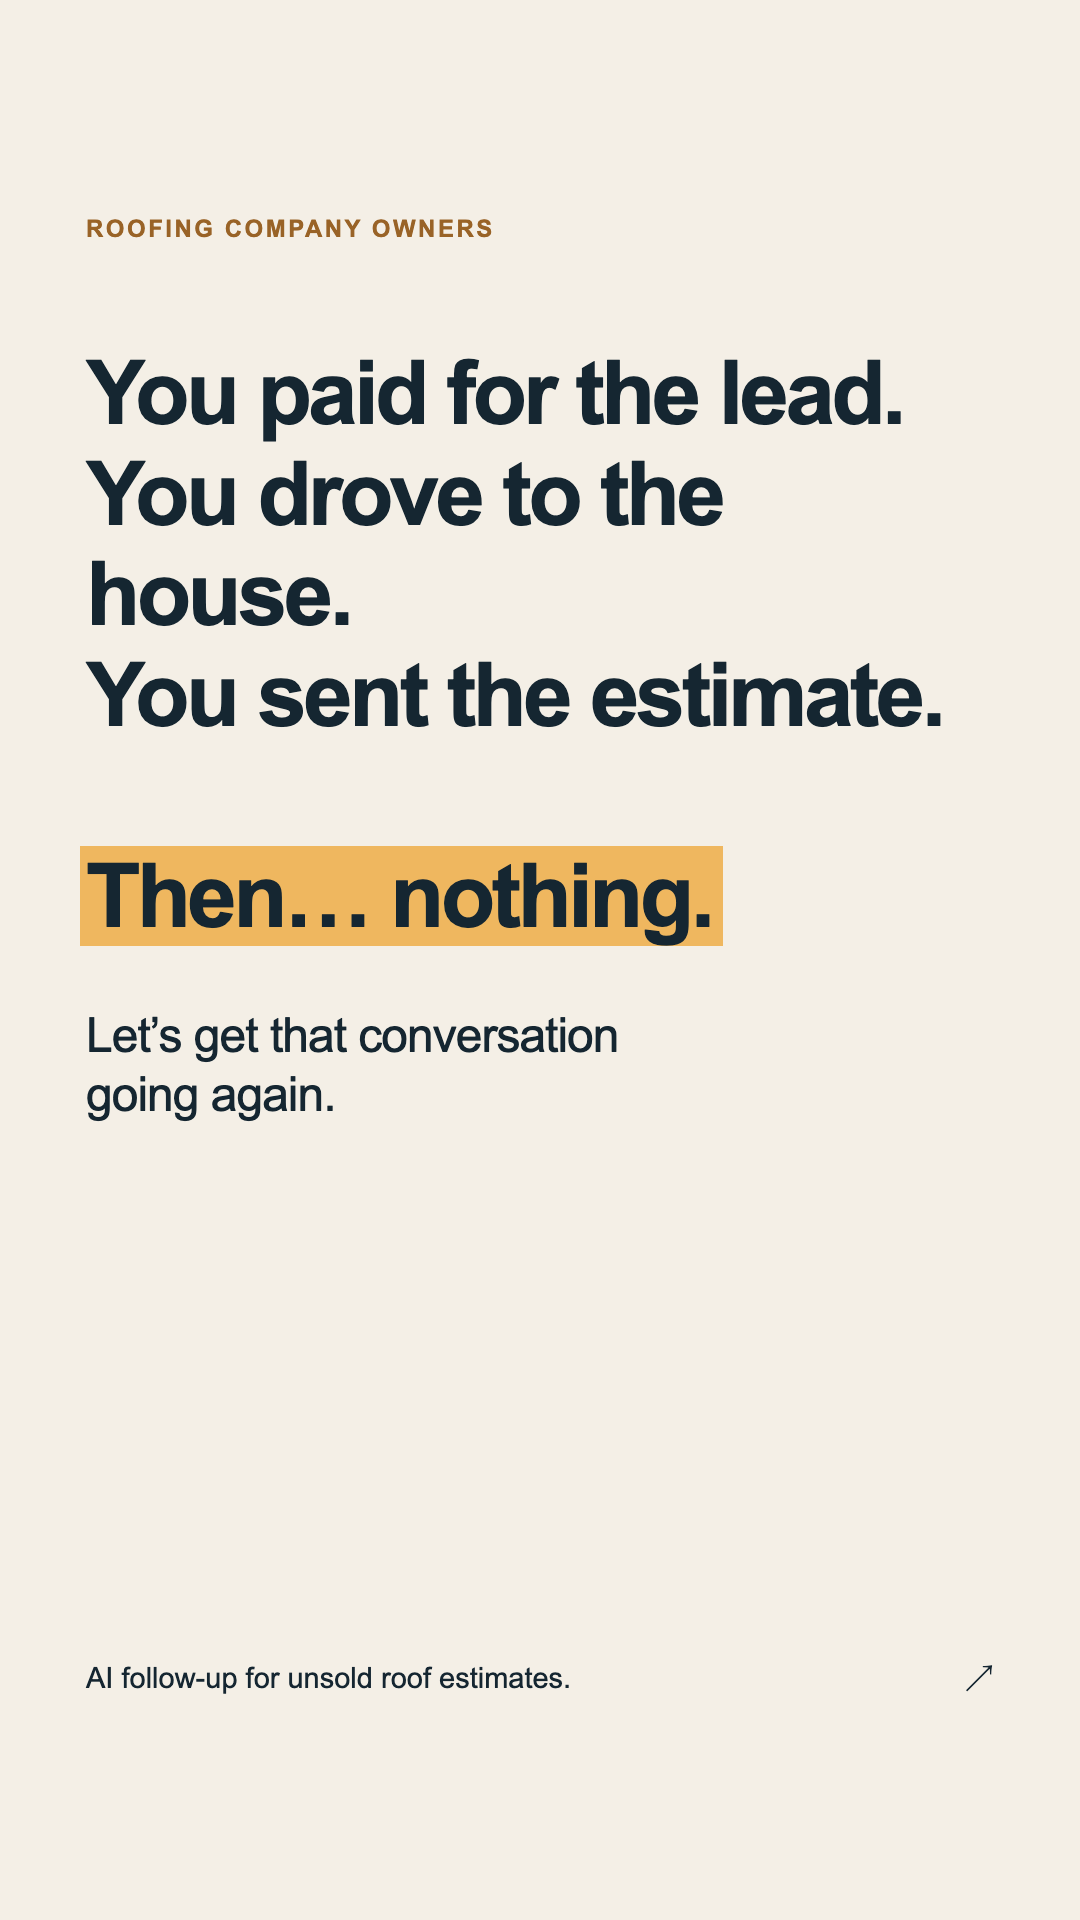 ROOFING COMPANY OWNERS
You paid for the lead.
You drove to the
house.
You sent the estimate.
Then… nothing.
Let’s get that conversation
going again.
AI follow-up for unsold roof estimates.